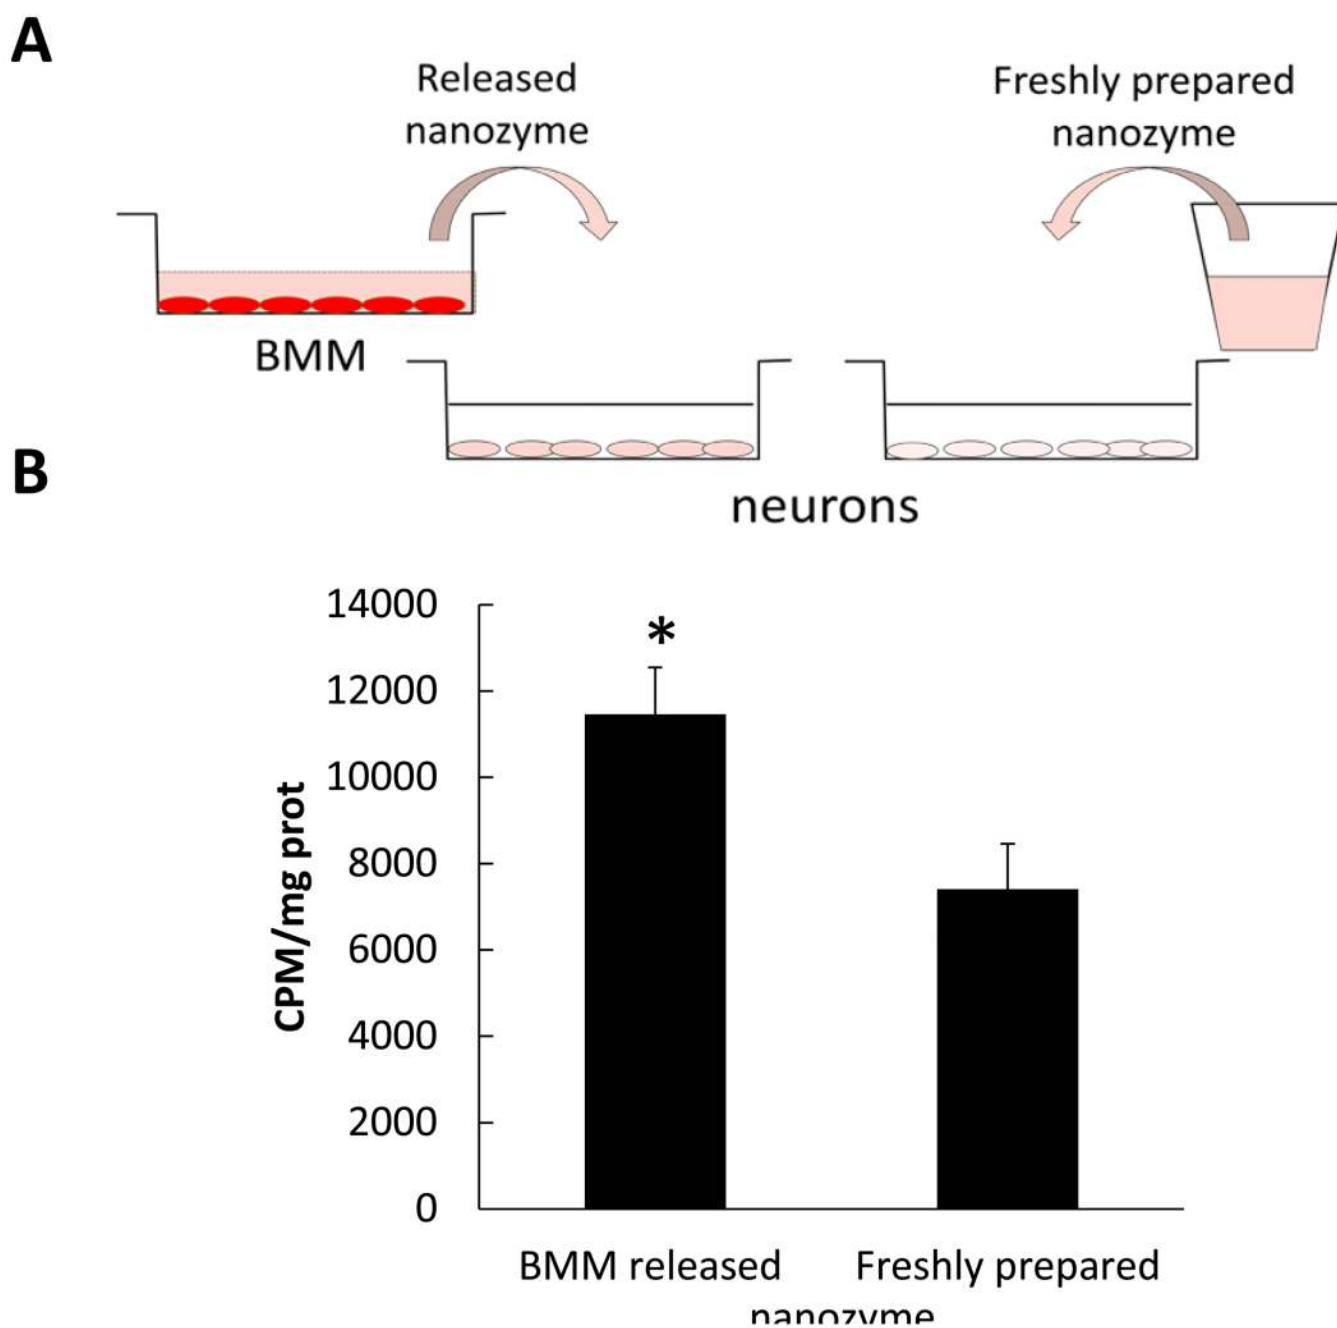 A
Released
nanozyme
Freshly prepared
nanozyme
BMM
neurons
B
14000
12000
10000
8000
6000
4000
2000
0
CPM/mg prot
*
BMM released
Freshly prepared
nanozyme